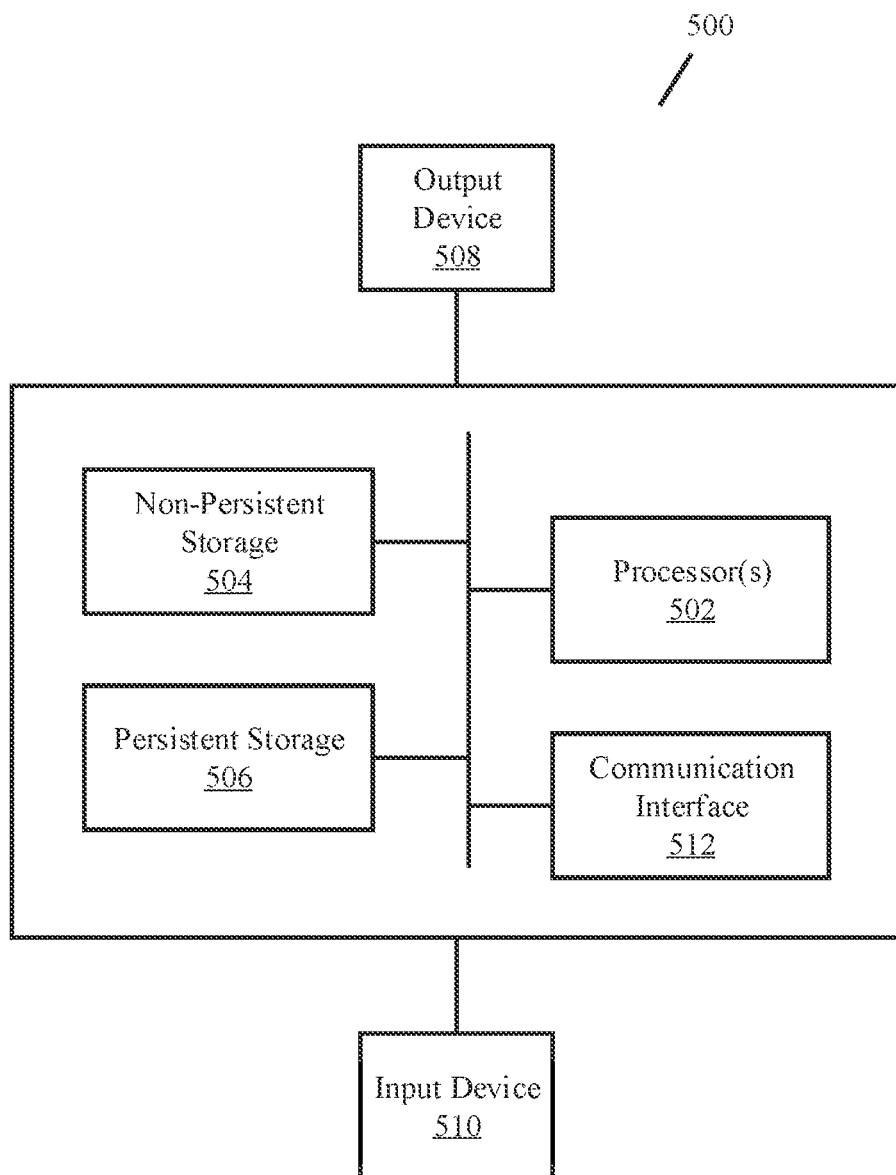 500
Output
Device
508
Non-Persistent
Storage
504
Processor(s)
502
Persistent Storage
506
Communication
Interface
512
Input Device
510